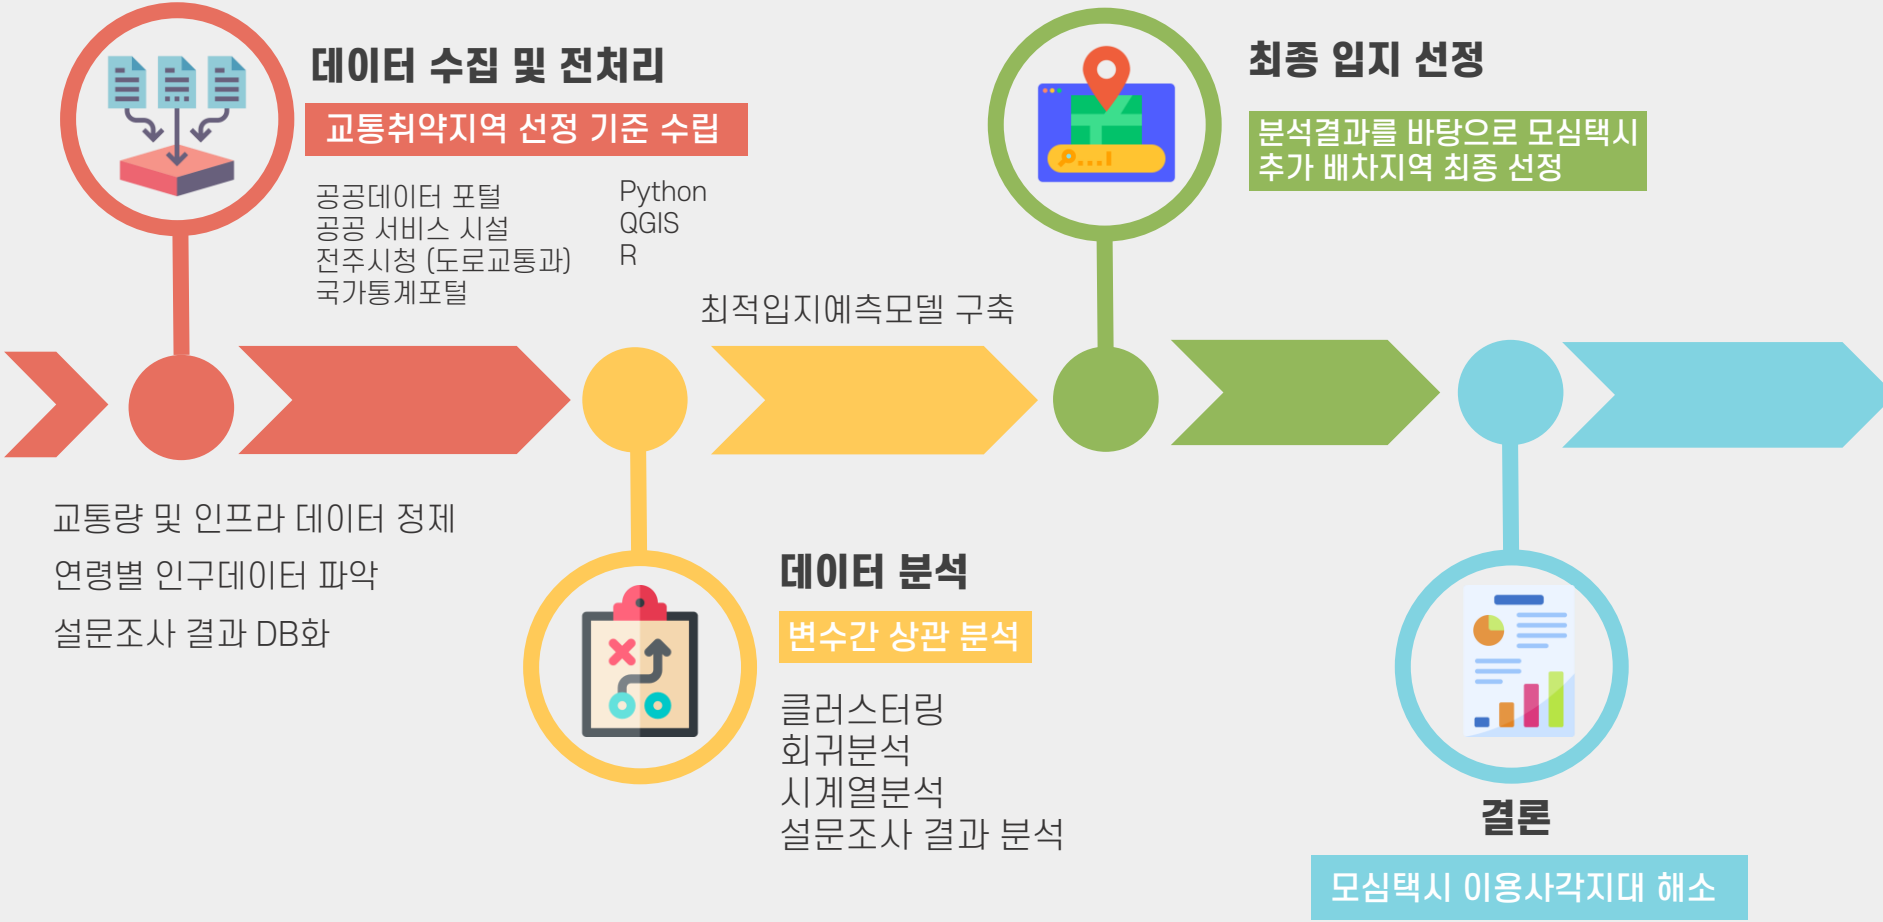 데이터 수집 및 전처리
교통취약지역 선정 기준 수립
공공데이터 포털
공공 서비스 시설
전주시청 (도로교통과)
국가통계포털
Python
QGIS
R
교통량 및 인프라 데이터 정제
연령별 인구데이터 파악
설문조사 결과 DB화
최적입지예측모델 구축
데이터 분석
변수간 상관 분석
클러스터링
회귀분석
시계열분석
설문조사 결과 분석
최종 입지 선정
분석결과를 바탕으로 모심택시
추가 배차지역 최종 선정
결론
모심택시 이용사각지대 해소